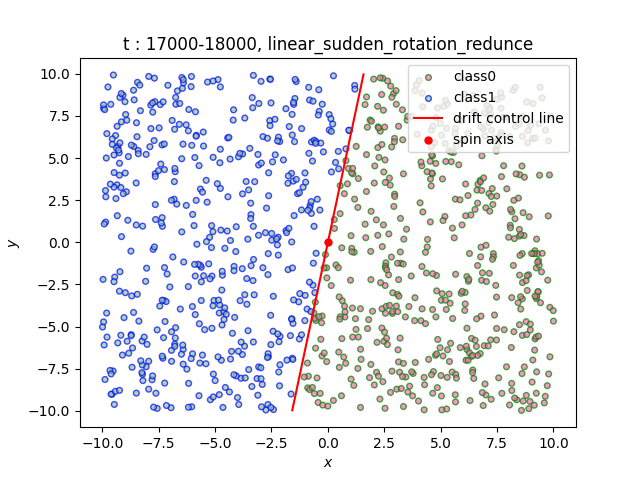 t : 17000-18000, linear_sudden_rotation_redunce
class0
class1
drift control line
spin axis
10.0
7.5
5.0
2.5
0.0
−2.5
−5.0
−7.5
−10.0
y
−10.0 −7.5 −5.0 −2.5 0.0 2.5 5.0 7.5 10.0
x